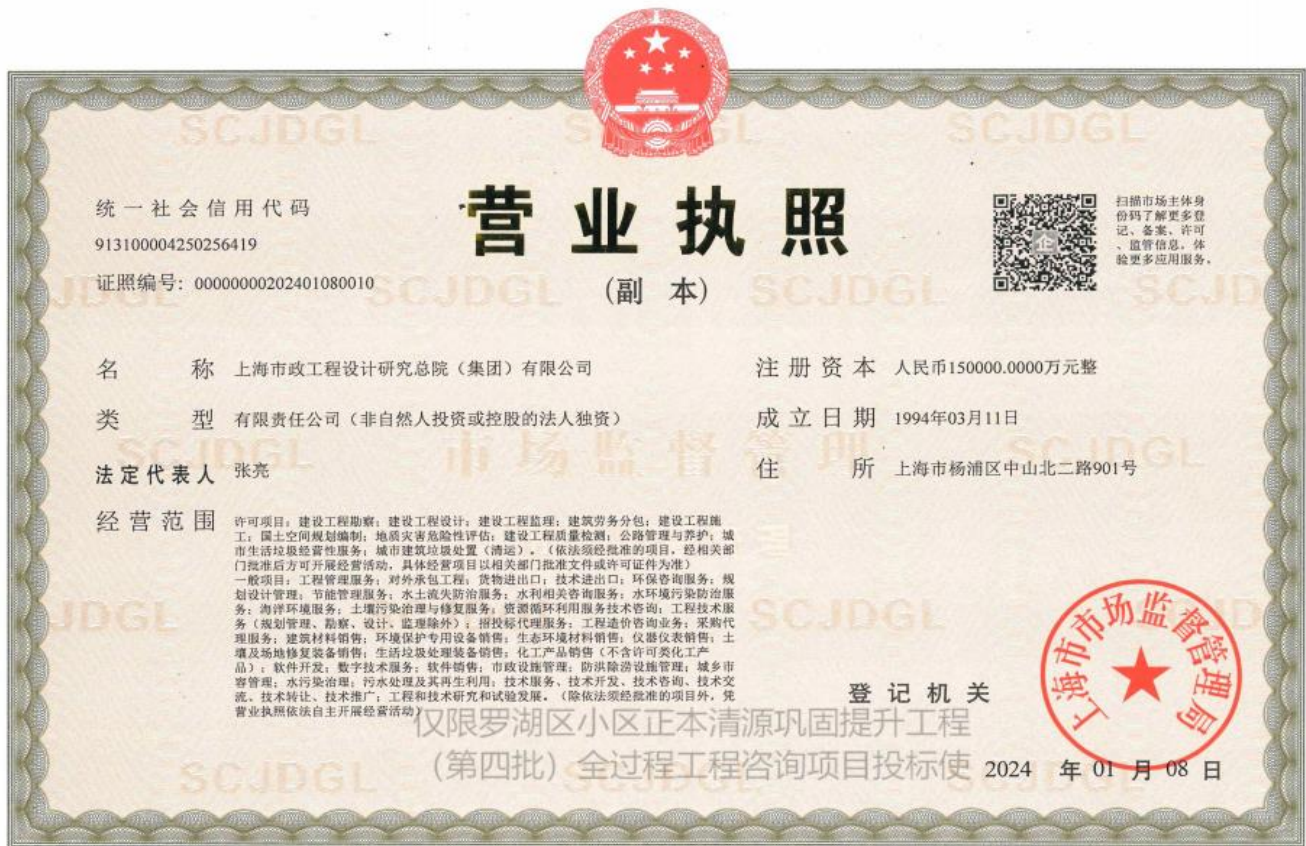 统一社会信用代码
913100004250256419
证照编号：00000000202401080010
营业执照
（副本）
扫描市场主体身
份码了解更多登
记、备案、许可
、监管信息，体
验更多应用服务。
名称 上海市政工程设计研究总院（集团）有限公司
注册资本 人民币150000.0000万元整
类型 有限责任公司（非自然人投资或控股的法人独资）
成立日期 1994年03月11日
法定代表人 张亮
住所 上海市杨浦区中山北二路901号
经营范围
许可项目：建设工程勘察；建设工程设计；建设工程监理；建筑劳务分包；建设工程施
工；国土空间规划编制；地质灾害危险性评估；建设工程质量检测；公路管理与养护；城
市生活垃圾经营性服务；城市建筑垃圾处置（清运）。（依法须经批准的项目，经相关部
门批准后方可开展经营活动，具体经营项目以相关部门批准文件或许可证件为准）
一般项目：工程管理服务；对外承包工程；货物进出口；技术进出口；环保咨询服务；规
划设计管理；节能管理服务；水土流失防治服务；水利相关咨询服务；水环境污染防治服
务；海洋环境服务；土壤污染治理与修复服务；资源循环利用服务技术咨询；工程技术服
务（规划管理、勘察、设计、监理除外）；招投标代理服务；工程造价咨询业务；采购代
理服务；建筑材料销售；环境保护专用设备销售；生态环境材料销售；仪器仪表销售；土
壤及场地修复装备销售；生活垃圾处理装备销售；化工产品销售（不含许可类化工产
品）；软件开发；数字技术服务；软件销售；市政设施管理；防洪除涝设施管理；城乡市
容管理；水污染治理；污水处理及其再生利用；技术服务、技术开发、技术咨询、技术交
流、技术转让、技术推广；工程和技术研究和试验发展。（除依法须经批准的项目外，凭
营业执照依法自主开展经营活动）
仅限罗湖区小区正本清源巩固提升工程
（第四批）全过程工程咨询项目投标使
登记机关
上海市市场监督管理局
2024 年 01 月 08 日
SCJDGL
市场监督管理